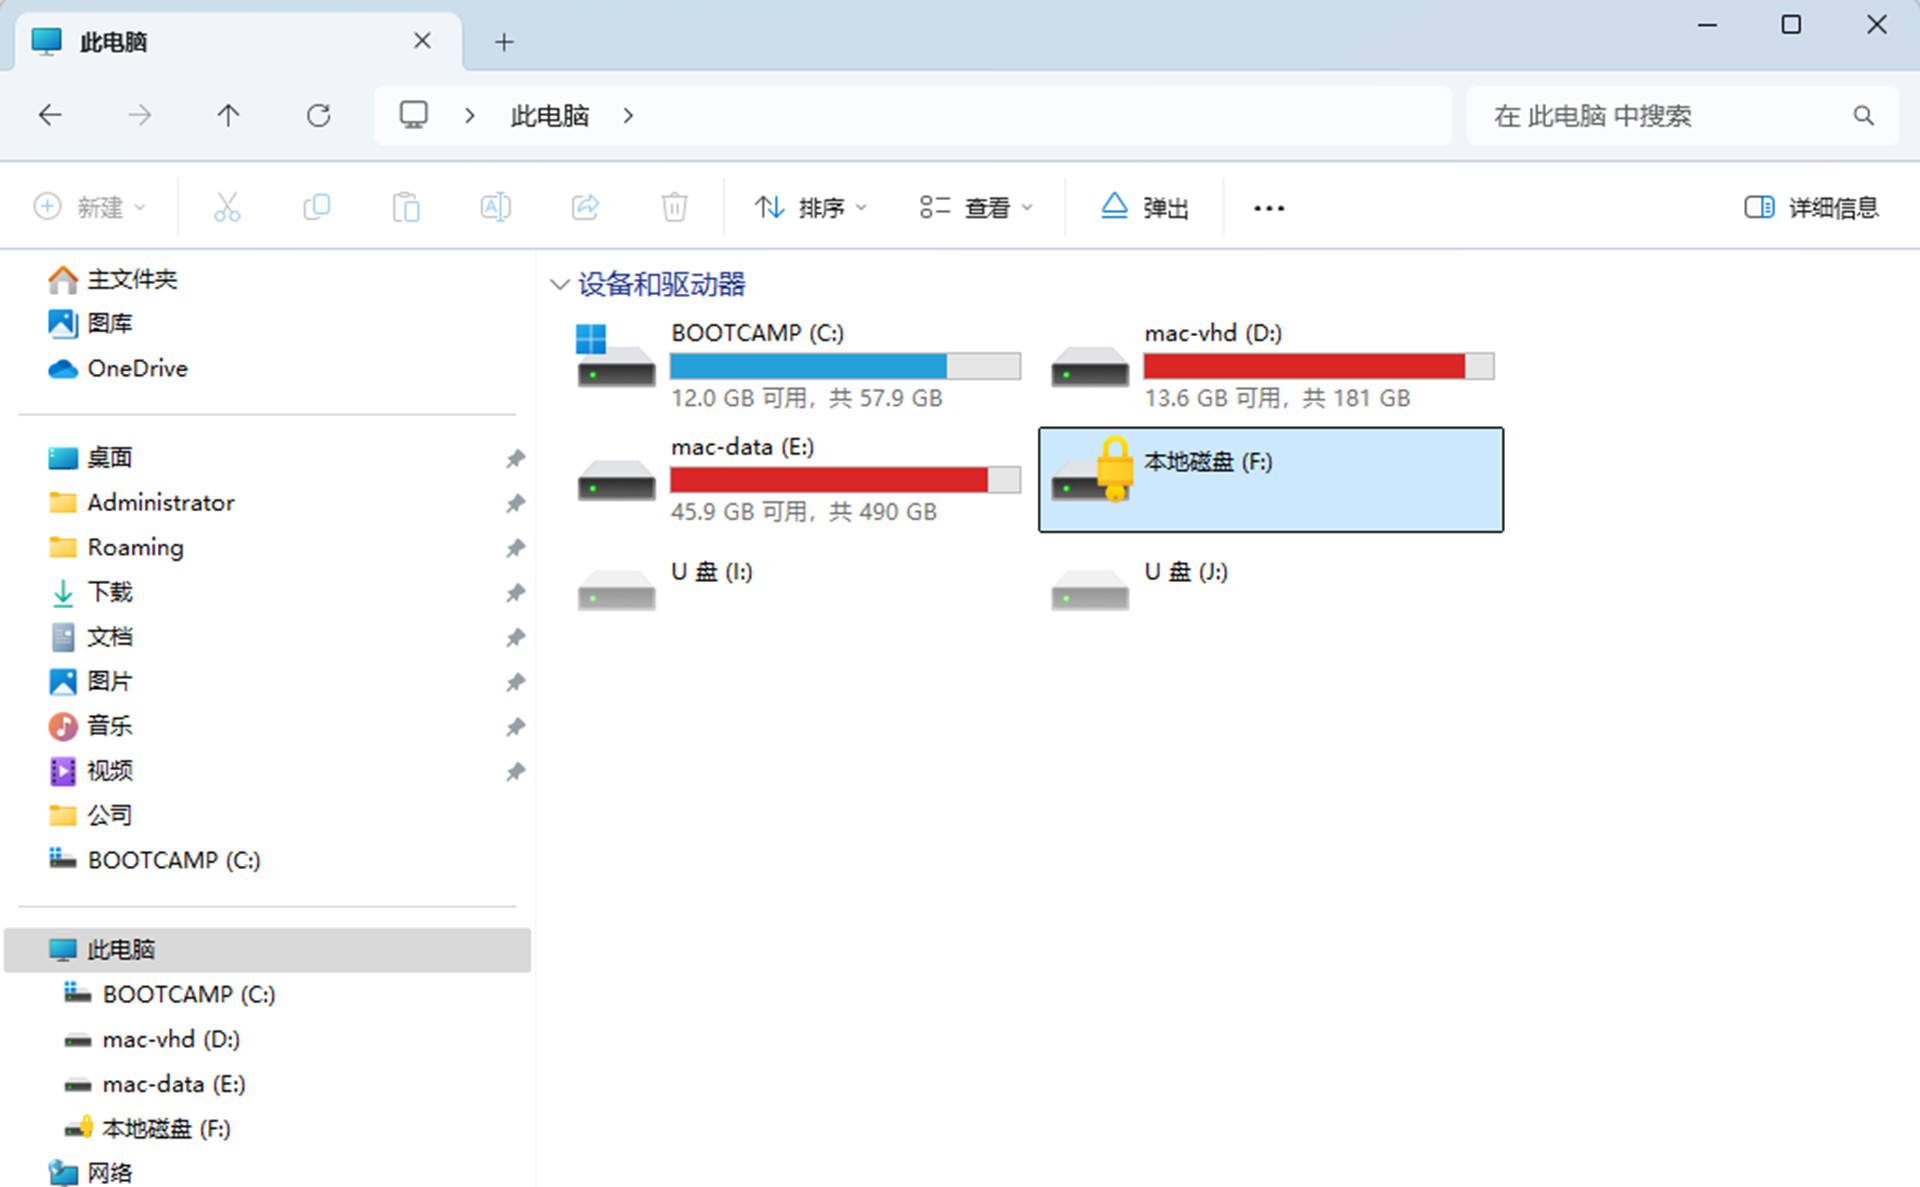 此电脑
此电脑
在 此电脑 中搜索
新建
排序
查看
弹出
详细信息
主文件夹
图库
OneDrive
桌面
Administrator
Roaming
下载
文档
图片
音乐
视频
公司
BOOTCAMP (C:)
此电脑
BOOTCAMP (C:)
mac-vhd (D:)
mac-data (E:)
本地磁盘 (F:)
网络
设备和驱动器
BOOTCAMP (C:)
12.0 GB 可用，共 57.9 GB
mac-vhd (D:)
13.6 GB 可用，共 181 GB
mac-data (E:)
45.9 GB 可用，共 490 GB
本地磁盘 (F:)
U 盘 (I:)
U 盘 (J:)